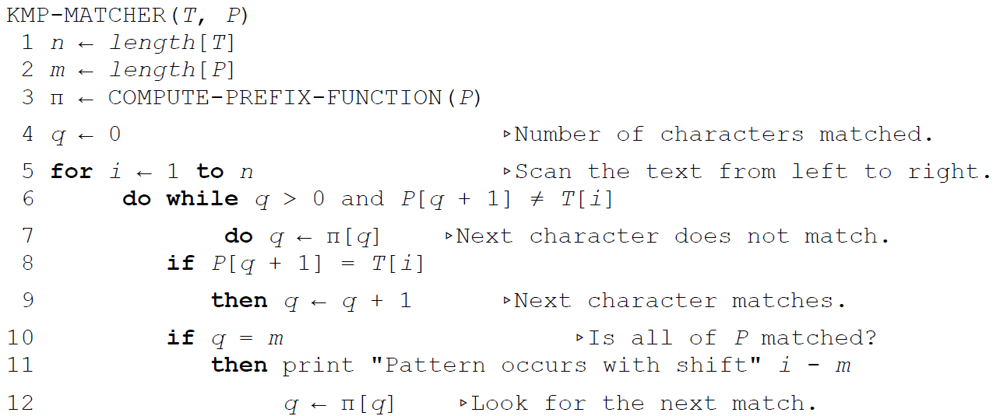 KMP-MATCHER(T, P)
1 n ← length[T]
2 m ← length[P]
3 π ← COMPUTE-PREFIX-FUNCTION(P)
4 q ← 0 ▹Number of characters matched.
5 for i ← 1 to n ▹Scan the text from left to right.
6 do while q > 0 and P[q + 1] ≠ T[i]
7 do q ← π[q] ▹Next character does not match.
8 if P[q + 1] = T[i]
9 then q ← q + 1 ▹Next character matches.
10 if q = m ▹Is all of P matched?
11 then print "Pattern occurs with shift" i - m
12 q ← π[q] ▹Look for the next match.